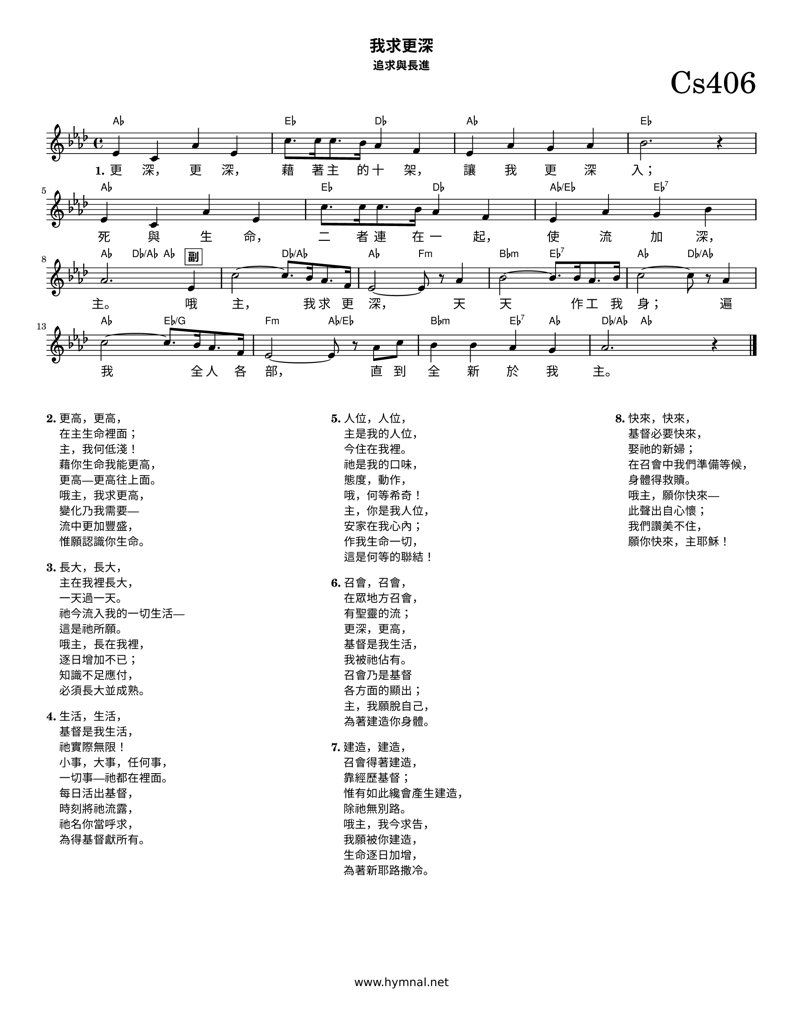 我求更深
追求與長進
Cs406
A♭ E♭ D♭ A♭ E♭
1. 更 深， 更 深， 藉 著主 的十 架， 讓 我 更 深 入；
5
A♭ E♭ D♭ A♭/E♭ E♭7
死 與 生 命， 二 者連 在一 起， 使 流 加 深，
8
A♭ D♭/A♭ A♭ 副 D♭/A♭ A♭ Fm B♭m E♭7 A♭ D♭/A♭
主。 哦 主， 我求 更 深， 天 天 作工 我 身； 遍
13
A♭ E♭/G Fm A♭/E♭ B♭m E♭7 A♭ D♭/A♭ A♭
我 全人 各 部， 直 到 全 新 於 我 主。
2. 更高，更高，
在主生命裡面；
主，我何低淺！
藉你生命我能更高，
更高—更高往上面。
哦主，我求更高，
變化乃我需要—
流中更加豐盛，
惟願認識你生命。
3. 長大，長大，
主在我裡長大，
一天過一天。
祂今流入我的一切生活—
這是祂所願。
哦主，長在我裡，
逐日增加不已；
知識不足應付，
必須長大並成熟。
4. 生活，生活，
基督是我生活，
祂實際無限！
小事，大事，任何事，
一切事—祂都在裡面。
每日活出基督，
時刻將祂流露，
祂名你當呼求，
為得基督獻所有。
5. 人位，人位，
主是我的人位，
今住在我裡。
祂是我的口味，
態度，動作，
哦，何等希奇！
主，你是我人位，
安家在我心內；
作我生命一切，
這是何等的聯結！
6. 召會，召會，
在眾地方召會，
有聖靈的流；
更深，更高，
基督是我生活，
我被祂佔有。
召會乃是基督
各方面的顯出；
主，我願脫自己，
為著建造你身體。
7. 建造，建造，
召會得著建造，
靠經歷基督；
惟有如此纔會產生建造，
除祂無別路。
哦主，我今求告，
我願被你建造，
生命逐日加增，
為著新耶路撒冷。
8. 快來，快來，
基督必要快來，
娶祂的新婦；
在召會中我們準備等候，
身體得救贖。
哦主，願你快來—
此聲出自心懷；
我們讚美不住，
願你快來，主耶穌！
www.hymnal.net